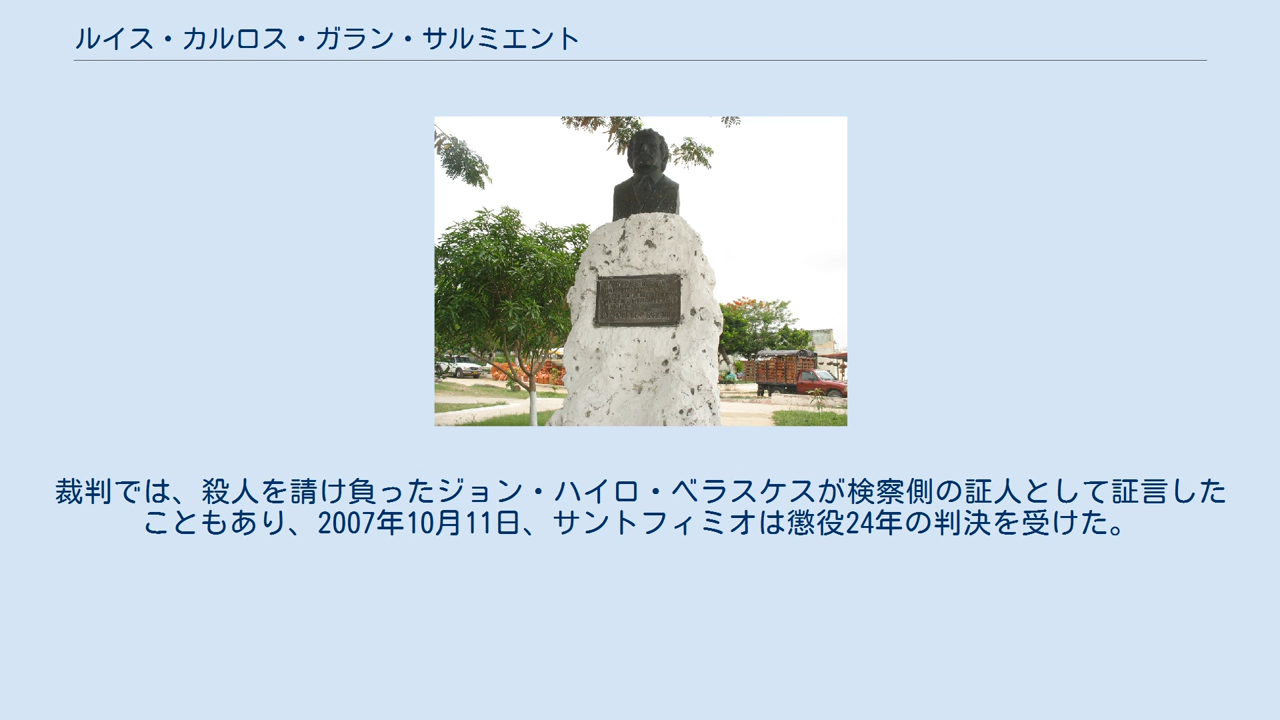 ルイス・カルロス・ガラン・サルミエント
裁判では、殺人を請け負ったジョン・ハイロ・ベラスケスが検察側の証人として証言した
こともあり、2007年10月11日、サントフィミオは懲役24年の判決を受けた。